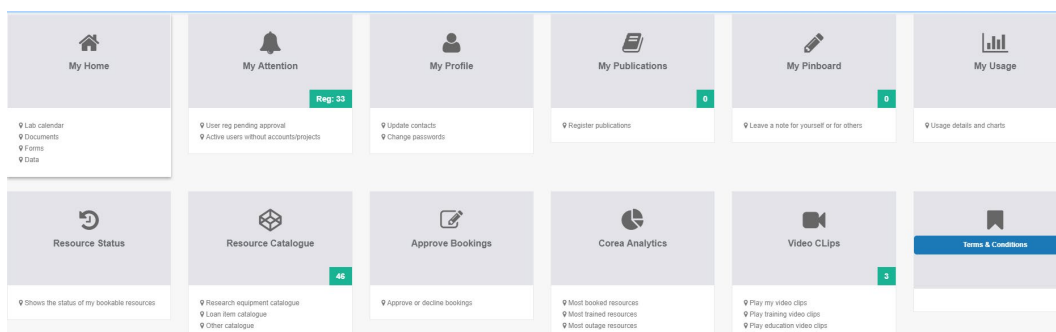 My Home
My Attention
My Profile
My Publications
My Pinboard
My Usage
Reg: 33
0
0
Lab calendar
Documents
Forms
Data
User reg pending approval
Active users without accounts/projects
Update contacts
Change passwords
Register publications
Leave a note for yourself or for others
Usage details and charts
Resource Status
Resource Catalogue
Approve Bookings
Corea Analytics
Video CLips
Terms & Conditions
46
3
Shows the status of my bookable resources
Research equipment catalogue
Loan item catalogue
Other catalogue
Approve or decline bookings
Most booked resources
Most trained resources
Most outage resources
Play my video clips
Play training video clips
Play education video clips